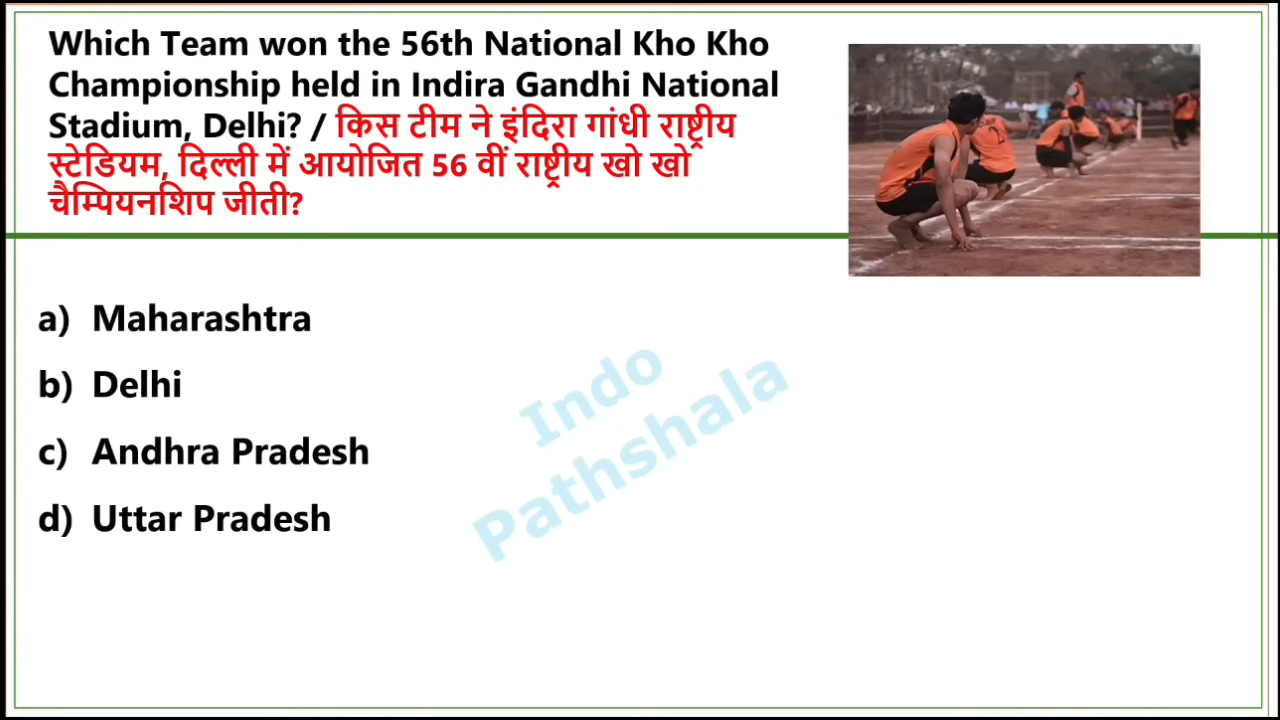 Which Team won the 56th National Kho Kho
Championship held in Indira Gandhi National
Stadium, Delhi? / किस टीम ने इंदिरा गांधी राष्ट्रीय
स्टेडियम, दिल्ली में आयोजित 56 वीं राष्ट्रीय खो खो
चैम्पियनशिप जीती?
a) Maharashtra
b) Delhi
c) Andhra Pradesh
d) Uttar Pradesh
Indo
Pathshala